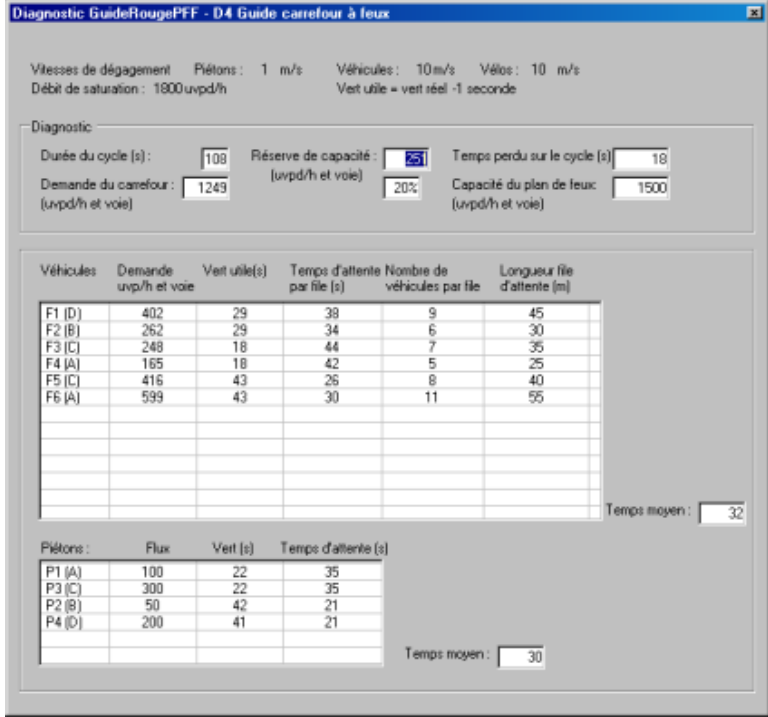 Diagnostic GuideRougePFF - D4 Guide carrefour à feux
Vitesses de dégagement Piétons : 1 m/s Véhicules : 10 m/s Vélos : 10 m/s
Débit de saturation : 1800 uvpd/h Vert utile = vert réel -1 seconde
Diagnostic
Durée du cycle (s) : 108 Réserve de capacité : 251 Temps perdu sur le cycle (s) 18
(uvpd/h et voie)
Demande du carrefour : 1249 20% Capacité du plan de feux: 1500
(uvpd/h et voie) (uvpd/h et voie)
Véhicules Demande Vert utile(s) Temps d'attente Nombre de Longueur file
uvp/h et voie par file (s) véhicules par file d'attente (m)
F1 (D) 402 29 38 9 45
F2 (B) 262 29 34 6 30
F3 (C) 248 18 44 7 35
F4 (A) 165 18 42 5 25
F5 (C) 416 43 26 8 40
F6 (A) 599 43 30 11 55
Temps moyen : 32
Piétons : Flux Vert (s) Temps d'attente (s)
P1 (A) 100 22 35
P3 (C) 300 22 35
P2 (B) 50 42 21
P4 (D) 200 41 21
Temps moyen : 30